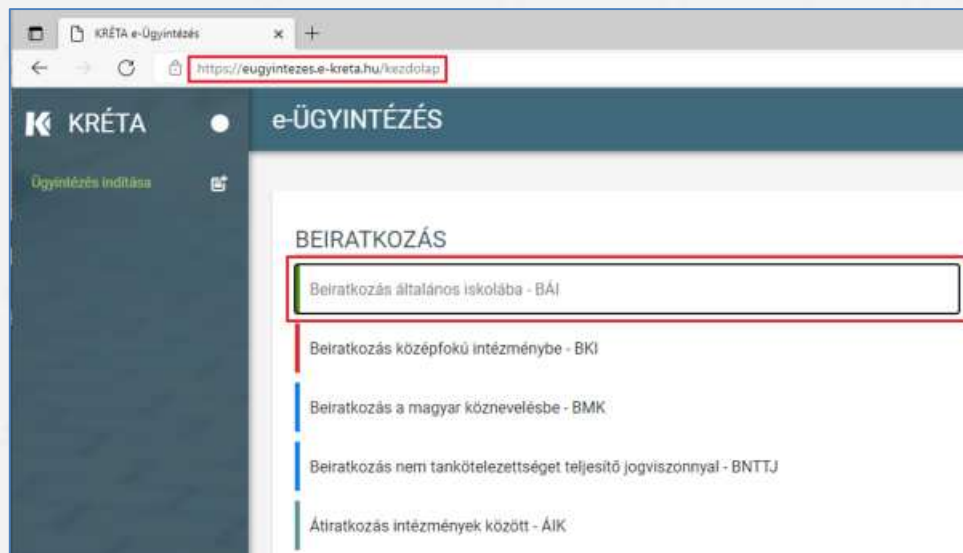 KRÉTA e-Ügyintézés
https://eugyintezes.e-kreta.hu/kezdolap
KRÉTA
e-ÜGYINTÉZÉS
Ügyintézés indítása
BEIRATKOZÁS
Beiratkozás általános iskolába - BÁI
Beiratkozás középfokú intézménybe - BKI
Beiratkozás a magyar köznevelésbe - BMK
Beiratkozás nem tankötelezettséget teljesítő jogviszonnyal - BNTTJ
Átiratkozás intézmények között - ÁIK